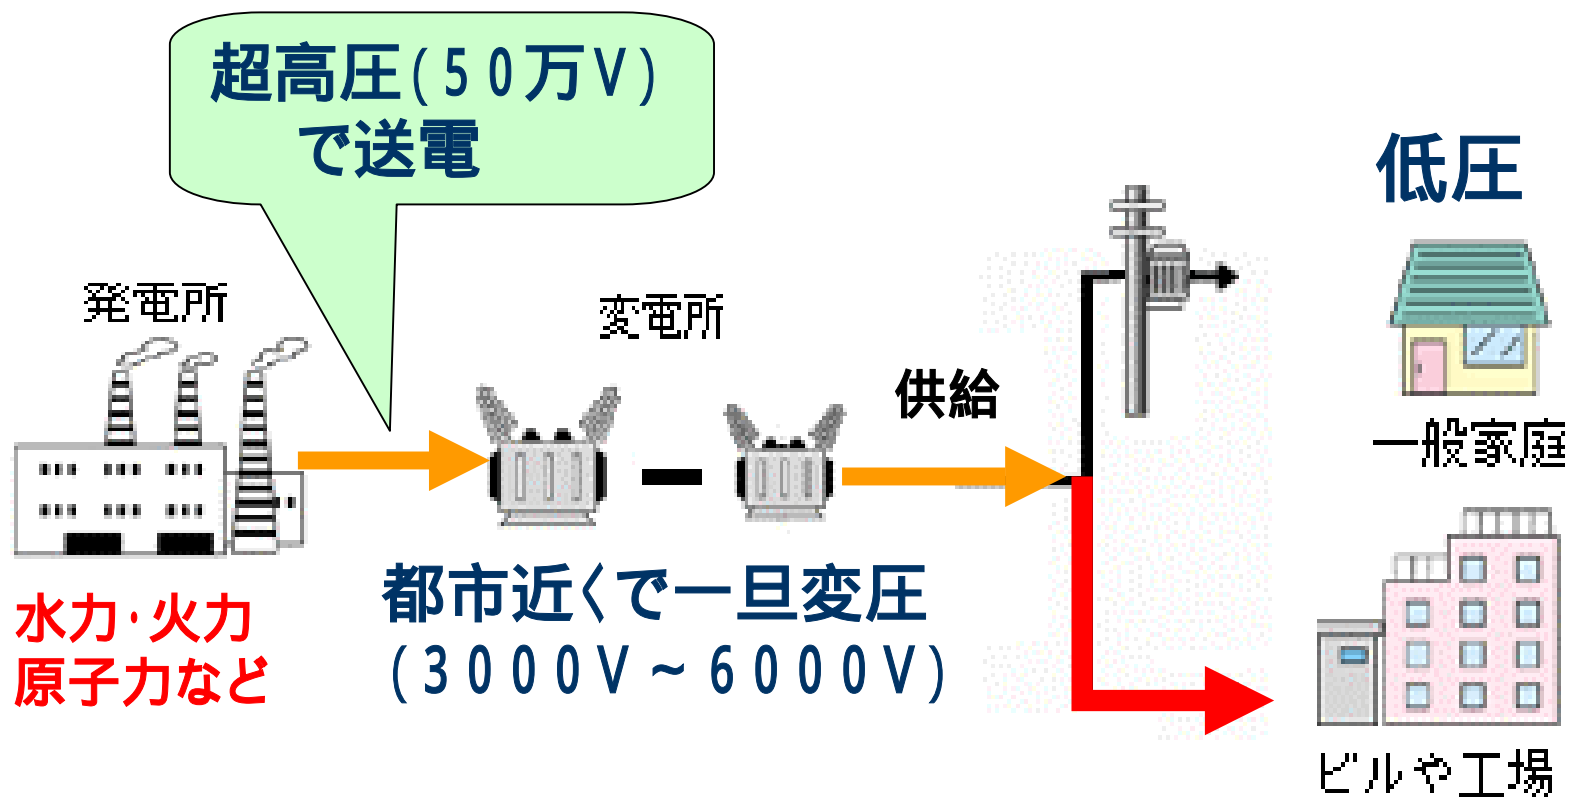 超高圧(50万V)
で送電
低圧
発電所
変電所
供給
一般家庭
都市近くで一旦変圧
(3000V~6000V)
水力・火力
原子力など
ビルや工場